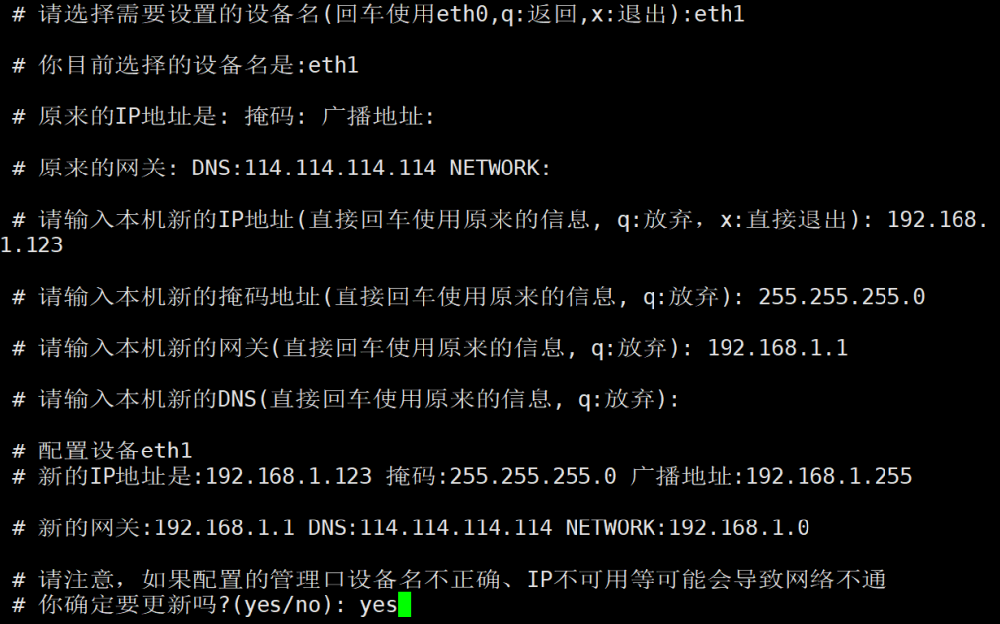 # 请选择需要设置的设备名(回车使用eth0,q:返回,x:退出):eth1
# 你目前选择的设备名是:eth1
# 原来的IP地址是: 掩码: 广播地址:
# 原来的网关: DNS:114.114.114.114 NETWORK:
# 请输入本机新的IP地址(直接回车使用原来的信息, q:放弃，x:直接退出): 192.168.
1.123
# 请输入本机新的掩码地址(直接回车使用原来的信息, q:放弃): 255.255.255.0
# 请输入本机新的网关(直接回车使用原来的信息, q:放弃): 192.168.1.1
# 请输入本机新的DNS(直接回车使用原来的信息, q:放弃):
# 配置设备eth1
# 新的IP地址是:192.168.1.123 掩码:255.255.255.0 广播地址:192.168.1.255
# 新的网关:192.168.1.1 DNS:114.114.114.114 NETWORK:192.168.1.0
# 请注意，如果配置的管理口设备名不正确、IP不可用等可能会导致网络不通
# 你确定要更新吗?(yes/no): yes